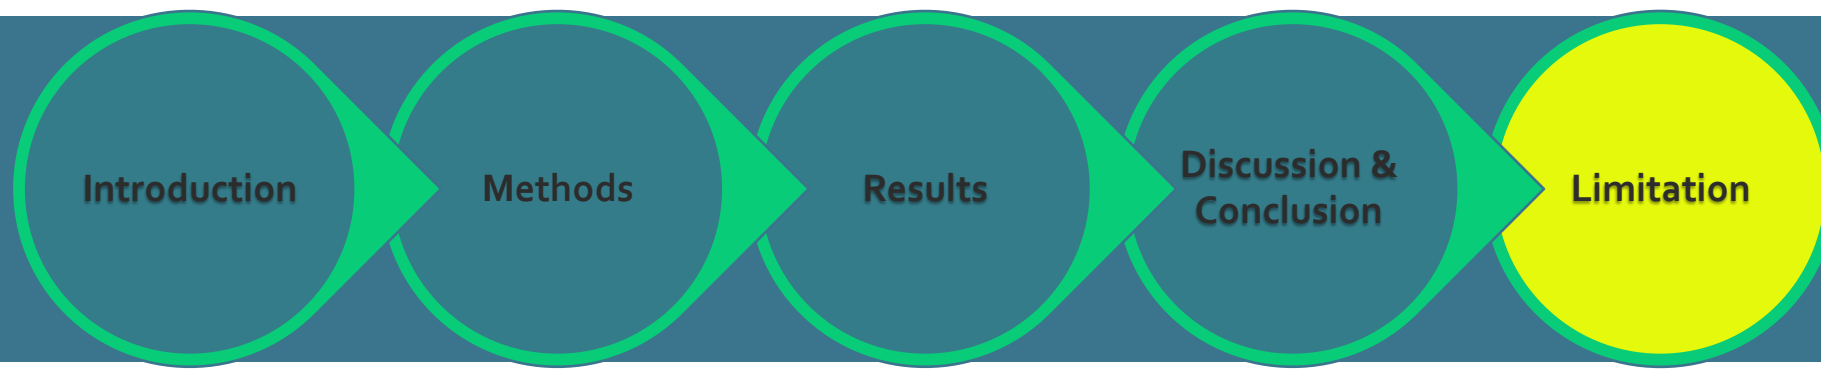 Introduction
Methods
Results
Discussion &
Conclusion
Limitation